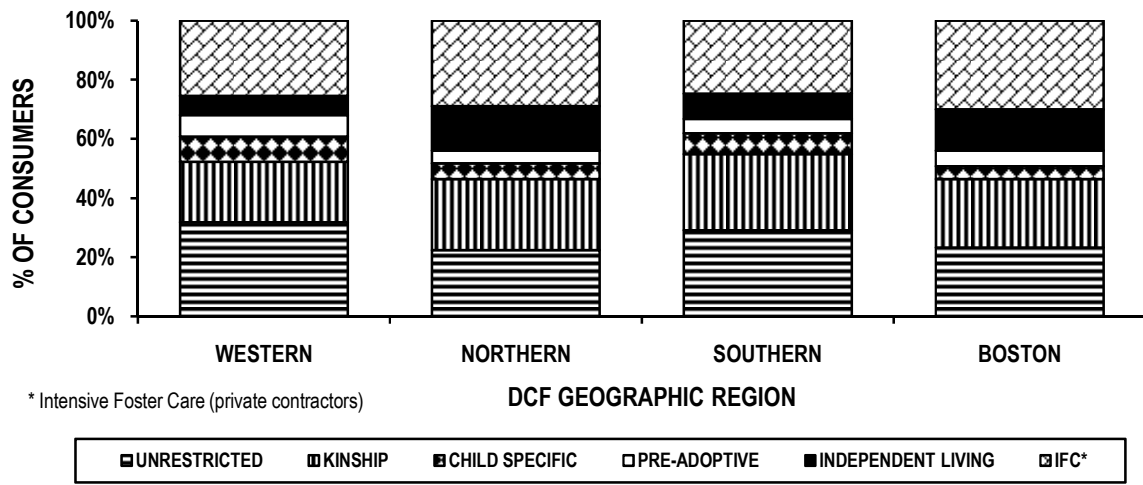 100%
80%
60%
40%
20%
0%
% OF CONSUMERS
WESTERN NORTHERN SOUTHERN BOSTON
* Intensive Foster Care (private contractors)
DCF GEOGRAPHIC REGION
UNRESTRICTED KINSHIP CHILD SPECIFIC PRE-ADOPTIVE INDEPENDENT LIVING IFC*